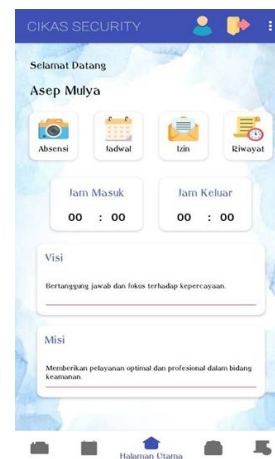 CIKAS SECURITY
Selamat Datang
Asep Mulya
Absensi Jadwal Izin Riwayat
Jam Masuk Jam Keluar
00 : 00 00 : 00
Visi
Bertanggung jawab dan fokus terhadap kepercayaan.
Misi
Memberikan pelayanan optimal dan profesional dalam bidang
keamanan
Halaman Utama